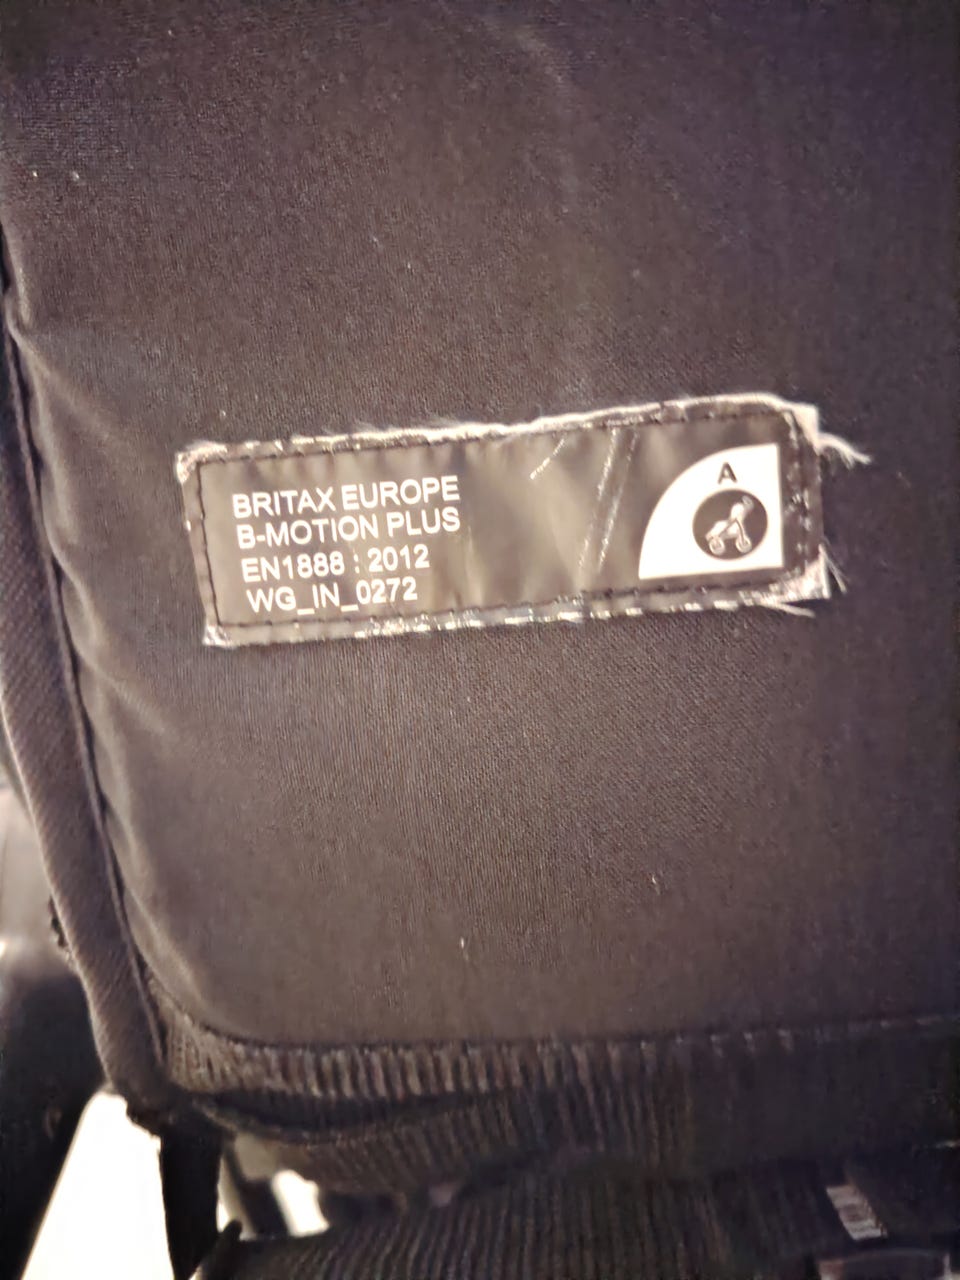 BRITAX EUROPE
B-MOTION PLUS
EN1888 : 2012
WG_IN_0272
A